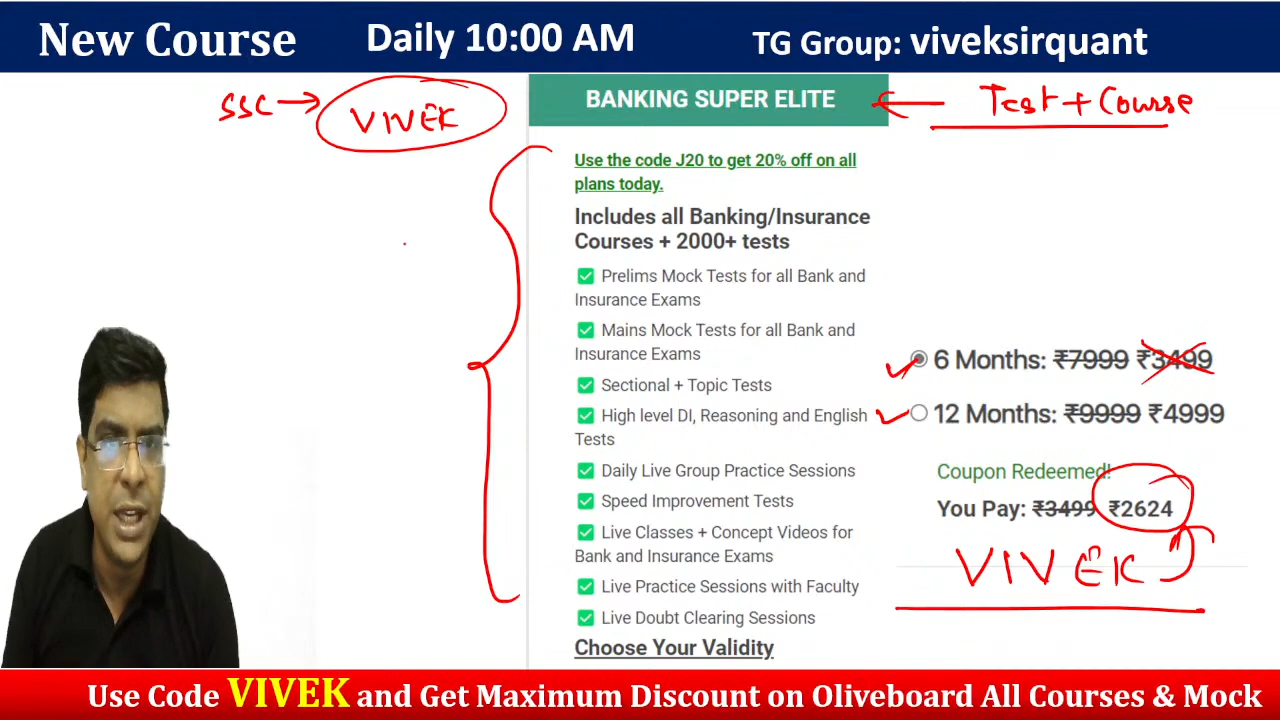 New Course
Daily 10:00 AM
TG Group: viveksirquant
SSC → VIVEK
BANKING SUPER ELITE
Test + Course
Use the code J20 to get 20% off on all
plans today.
Includes all Banking/Insurance
Courses + 2000+ tests
Prelims Mock Tests for all Bank and
Insurance Exams
Mains Mock Tests for all Bank and
Insurance Exams
Sectional + Topic Tests
High level DI, Reasoning and English
Tests
Daily Live Group Practice Sessions
Speed Improvement Tests
Live Classes + Concept Videos for
Bank and Insurance Exams
Live Practice Sessions with Faculty
Live Doubt Clearing Sessions
Choose Your Validity
6 Months: ₹7999 ₹3499
12 Months: ₹9999 ₹4999
Coupon Redeemed!
You Pay: ₹3499 ₹2624
VIVEK
Use Code VIVEK and Get Maximum Discount on Oliveboard All Courses & Mock